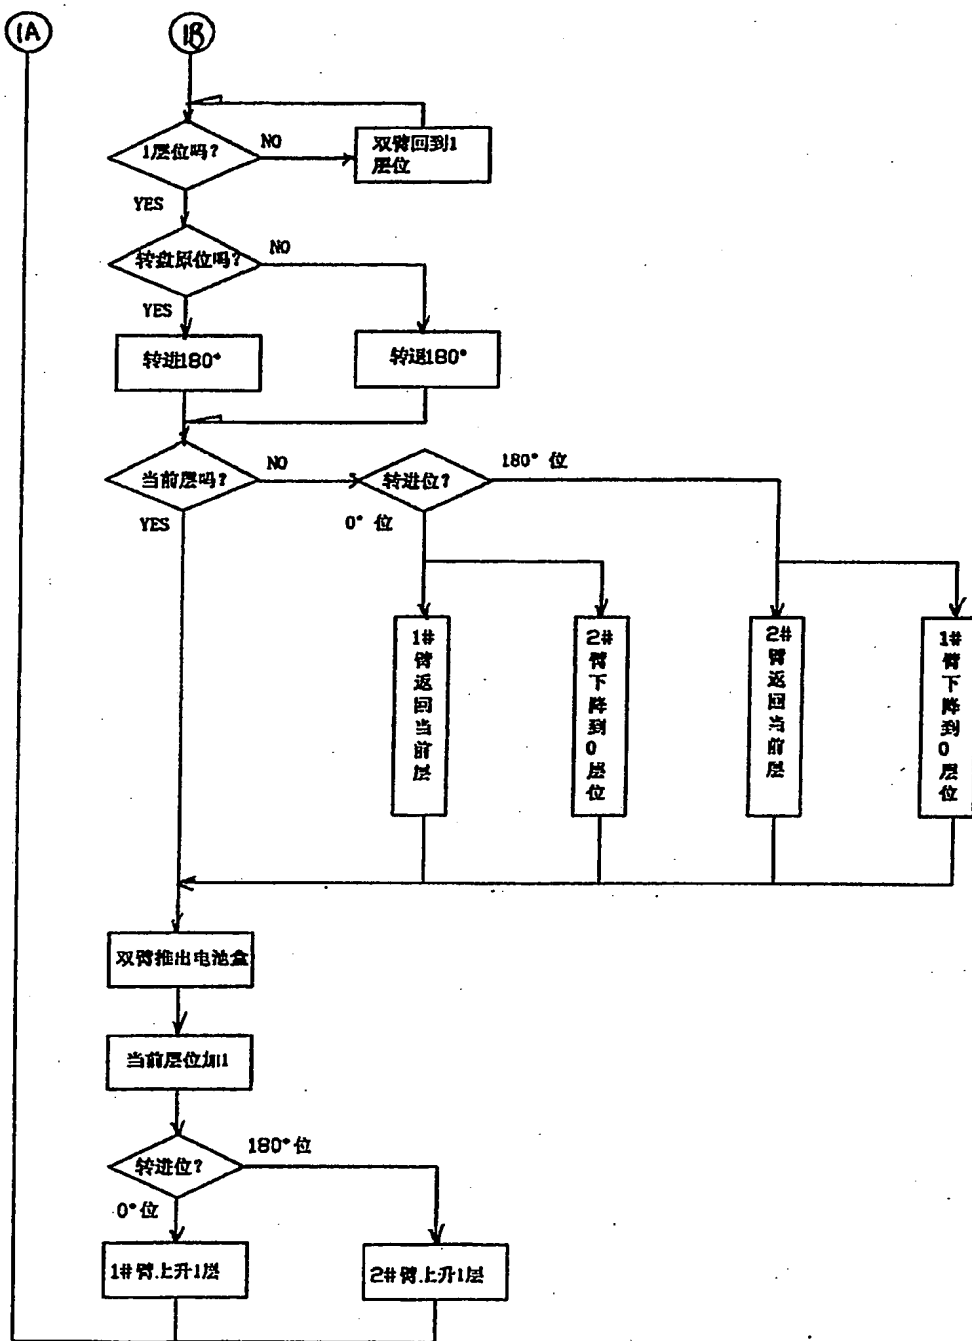 1A
1B
1层位吗?
NO
双臂回到1
层位
YES
转盘原位吗?
NO
YES
转进180°
转退180°
当前层吗?
NO
转进位?
180° 位
YES
0° 位
1#臂返回当前层
2#臂下降到0层位
2#臂返回当前层
1#臂下降到0层位
双臂推出电池盒
当前层位加1
转进位?
180°位
0°位
1#臂上升1层
2#臂上升1层